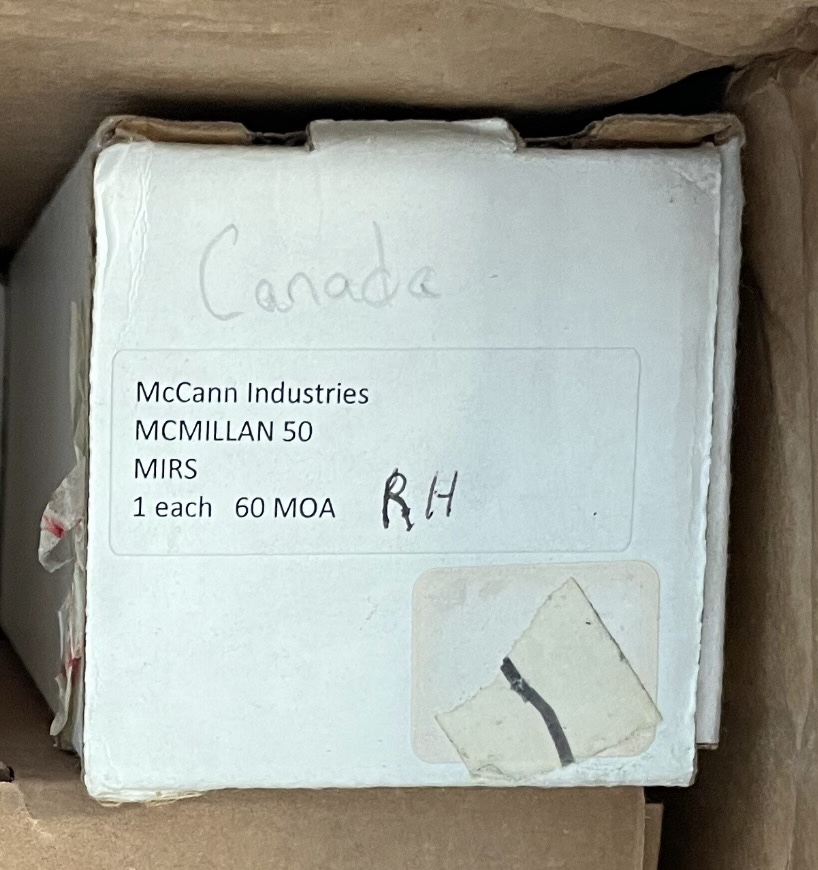 Canada
McCann Industries
MCMILLAN 50
MIRS
1 each 60 MOA RH